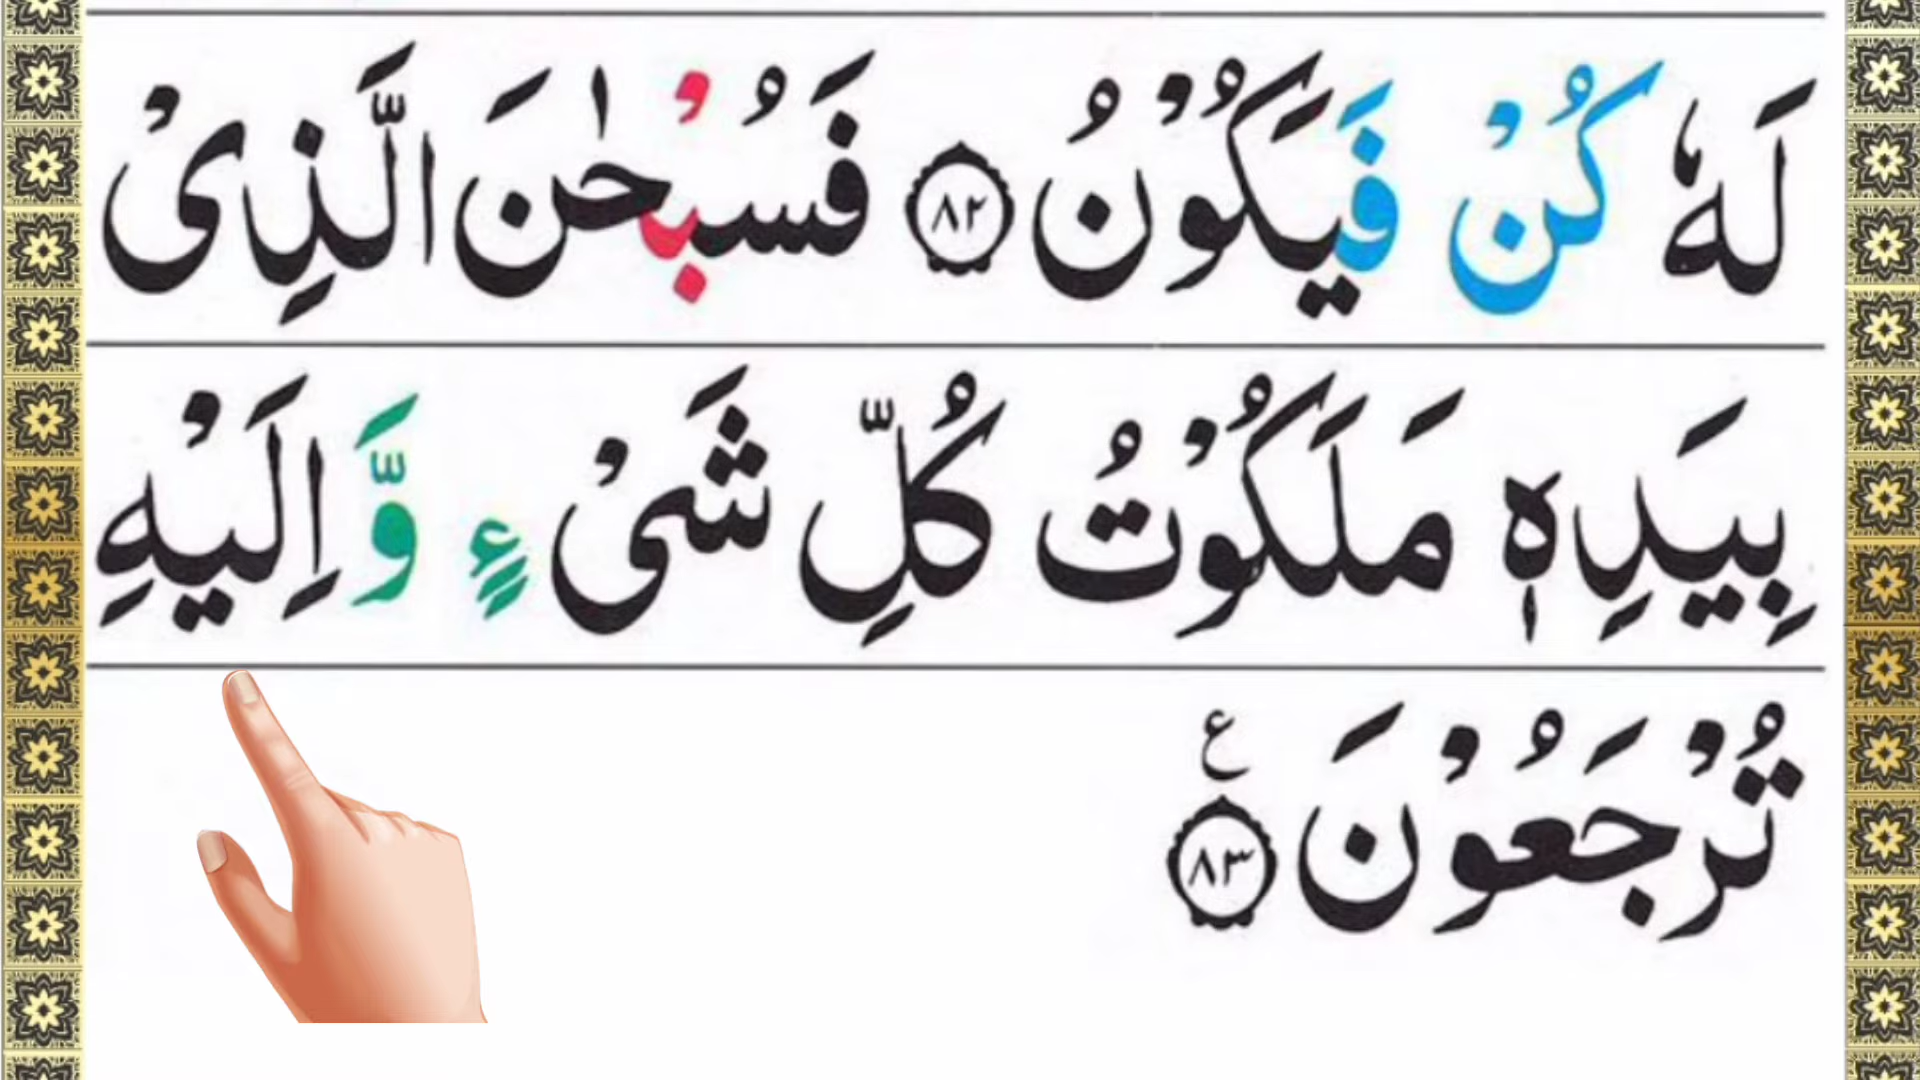 لَهٗ كُنْ فَيَكُوْنُ ۝٨٢ فَسُبْحٰنَ الَّذِىْ
بِيَدِهٖ مَلَكُوْتُ كُلِّ شَىْءٍ وَّ اِلَيْهِ
تُرْجَعُوْنَ ۝٨٣ ع